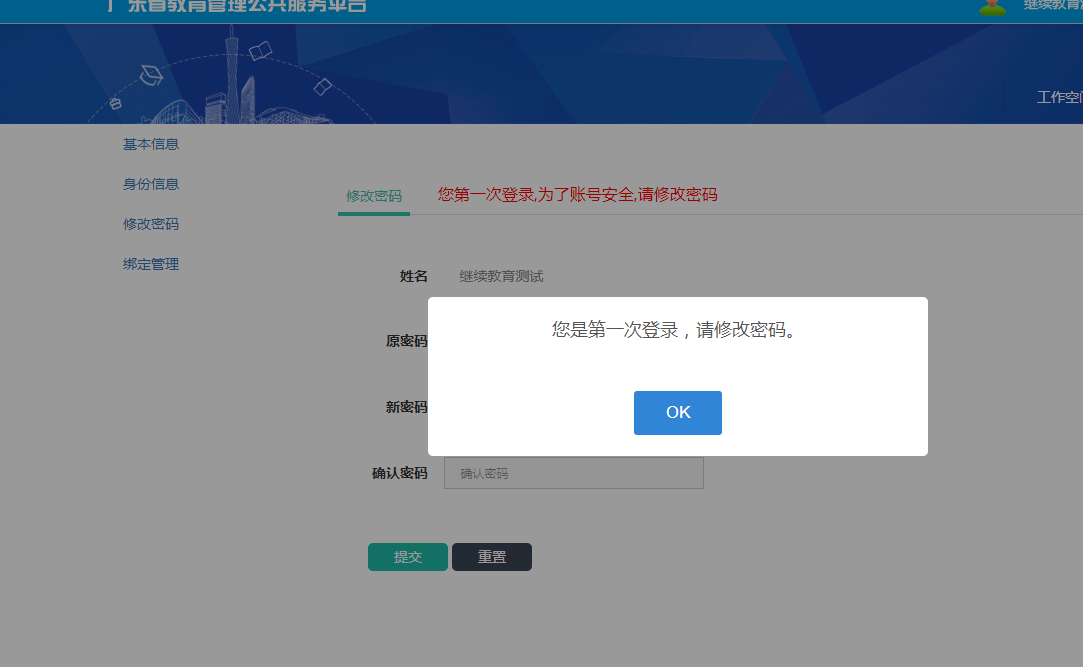 广东省教育管理公共服务平台
继续教育测
工作空间
基本信息
身份信息
修改密码
绑定管理
修改密码 您第一次登录,为了账号安全,请修改密码
姓名 继续教育测试
您是第一次登录，请修改密码。
原密码
OK
新密码
确认密码 确认密码
提交 重置